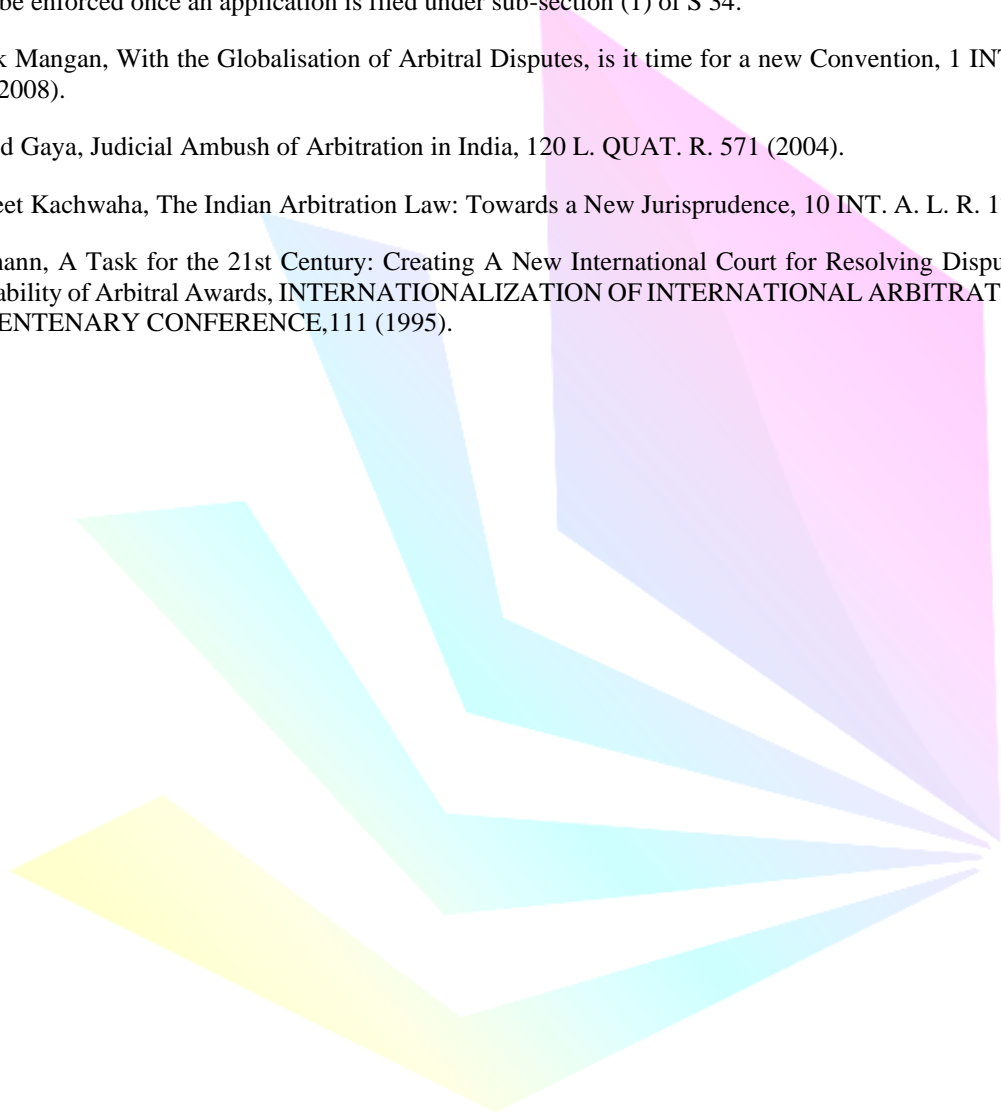 be enforced once an application is filed under sub-section (1) of S 34.
k Mangan, With the Globalisation of Arbitral Disputes, is it time for a new Convention, 1 INT
2008).
d Gaya, Judicial Ambush of Arbitration in India, 120 L. QUAT. R. 571 (2004).
eet Kachwaha, The Indian Arbitration Law: Towards a New Jurisprudence, 10 INT. A. L. R. 1
nann, A Task for the 21st Century: Creating A New International Court for Resolving Dispu
ability of Arbitral Awards, INTERNATIONALIZATION OF INTERNATIONAL ARBITRAT
ENTENARY CONFERENCE,111 (1995).